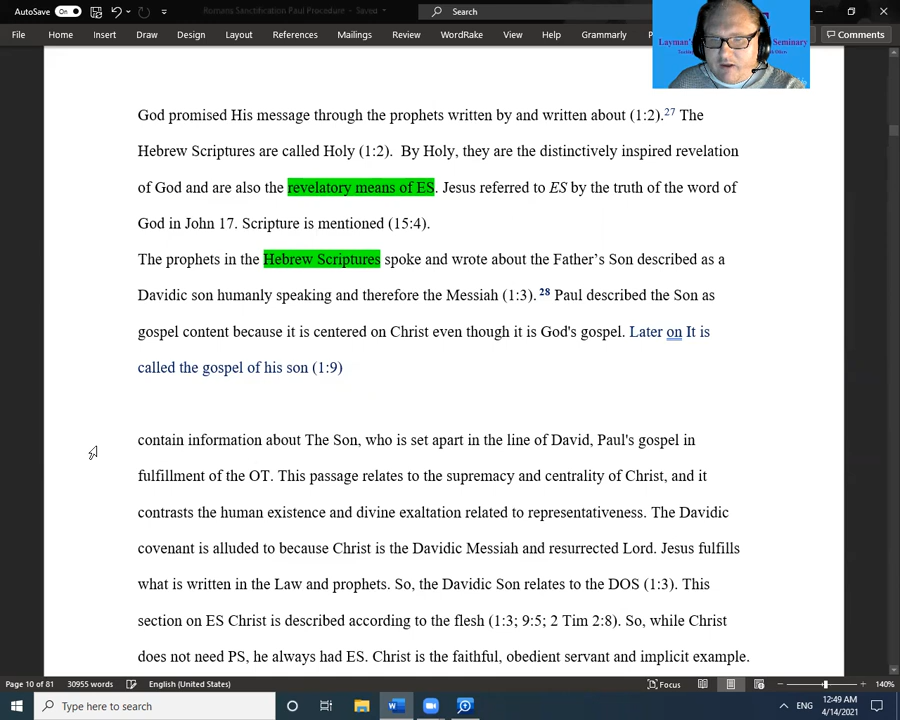 AutoSave On Romans Sanctification Paul Procedure - Saved Search
Layman's Seminary
File Home Insert Draw Design Layout References Mailings Review WordRake View Help Grammarly Comments
God promised His message through the prophets written by and written about (1:2).27 The
Hebrew Scriptures are called Holy (1:2). By Holy, they are the distinctively inspired revelation
of God and are also the revelatory means of ES. Jesus referred to ES by the truth of the word of
God in John 17. Scripture is mentioned (15:4).
The prophets in the Hebrew Scriptures spoke and wrote about the Father's Son described as a
Davidic son humanly speaking and therefore the Messiah (1:3). 28 Paul described the Son as
gospel content because it is centered on Christ even though it is God's gospel. Later on It is
called the gospel of his son (1:9)
contain information about The Son, who is set apart in the line of David, Paul's gospel in
fulfillment of the OT. This passage relates to the supremacy and centrality of Christ, and it
contrasts the human existence and divine exaltation related to representativeness. The Davidic
covenant is alluded to because Christ is the Davidic Messiah and resurrected Lord. Jesus fulfills
what is written in the Law and prophets. So, the Davidic Son relates to the DOS (1:3). This
section on ES Christ is described according to the flesh (1:3; 9:5; 2 Tim 2:8). So, while Christ
does not need PS, he always had ES. Christ is the faithful, obedient servant and implicit example.
Page 10 of 81 30955 words English (United States) Focus 140%
Type here to search ENG 12:49 AM
4/14/2021